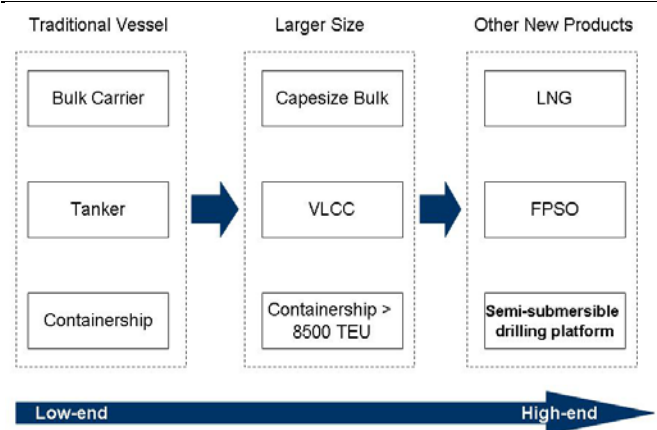 Traditional Vessel
Larger Size
Other New Products
Bulk Carrier
Capesize Bulk
LNG
Tanker
VLCC
FPSO
Containership
Containership >
8500 TEU
Semi-submersible
drilling platform
Low-end
High-end